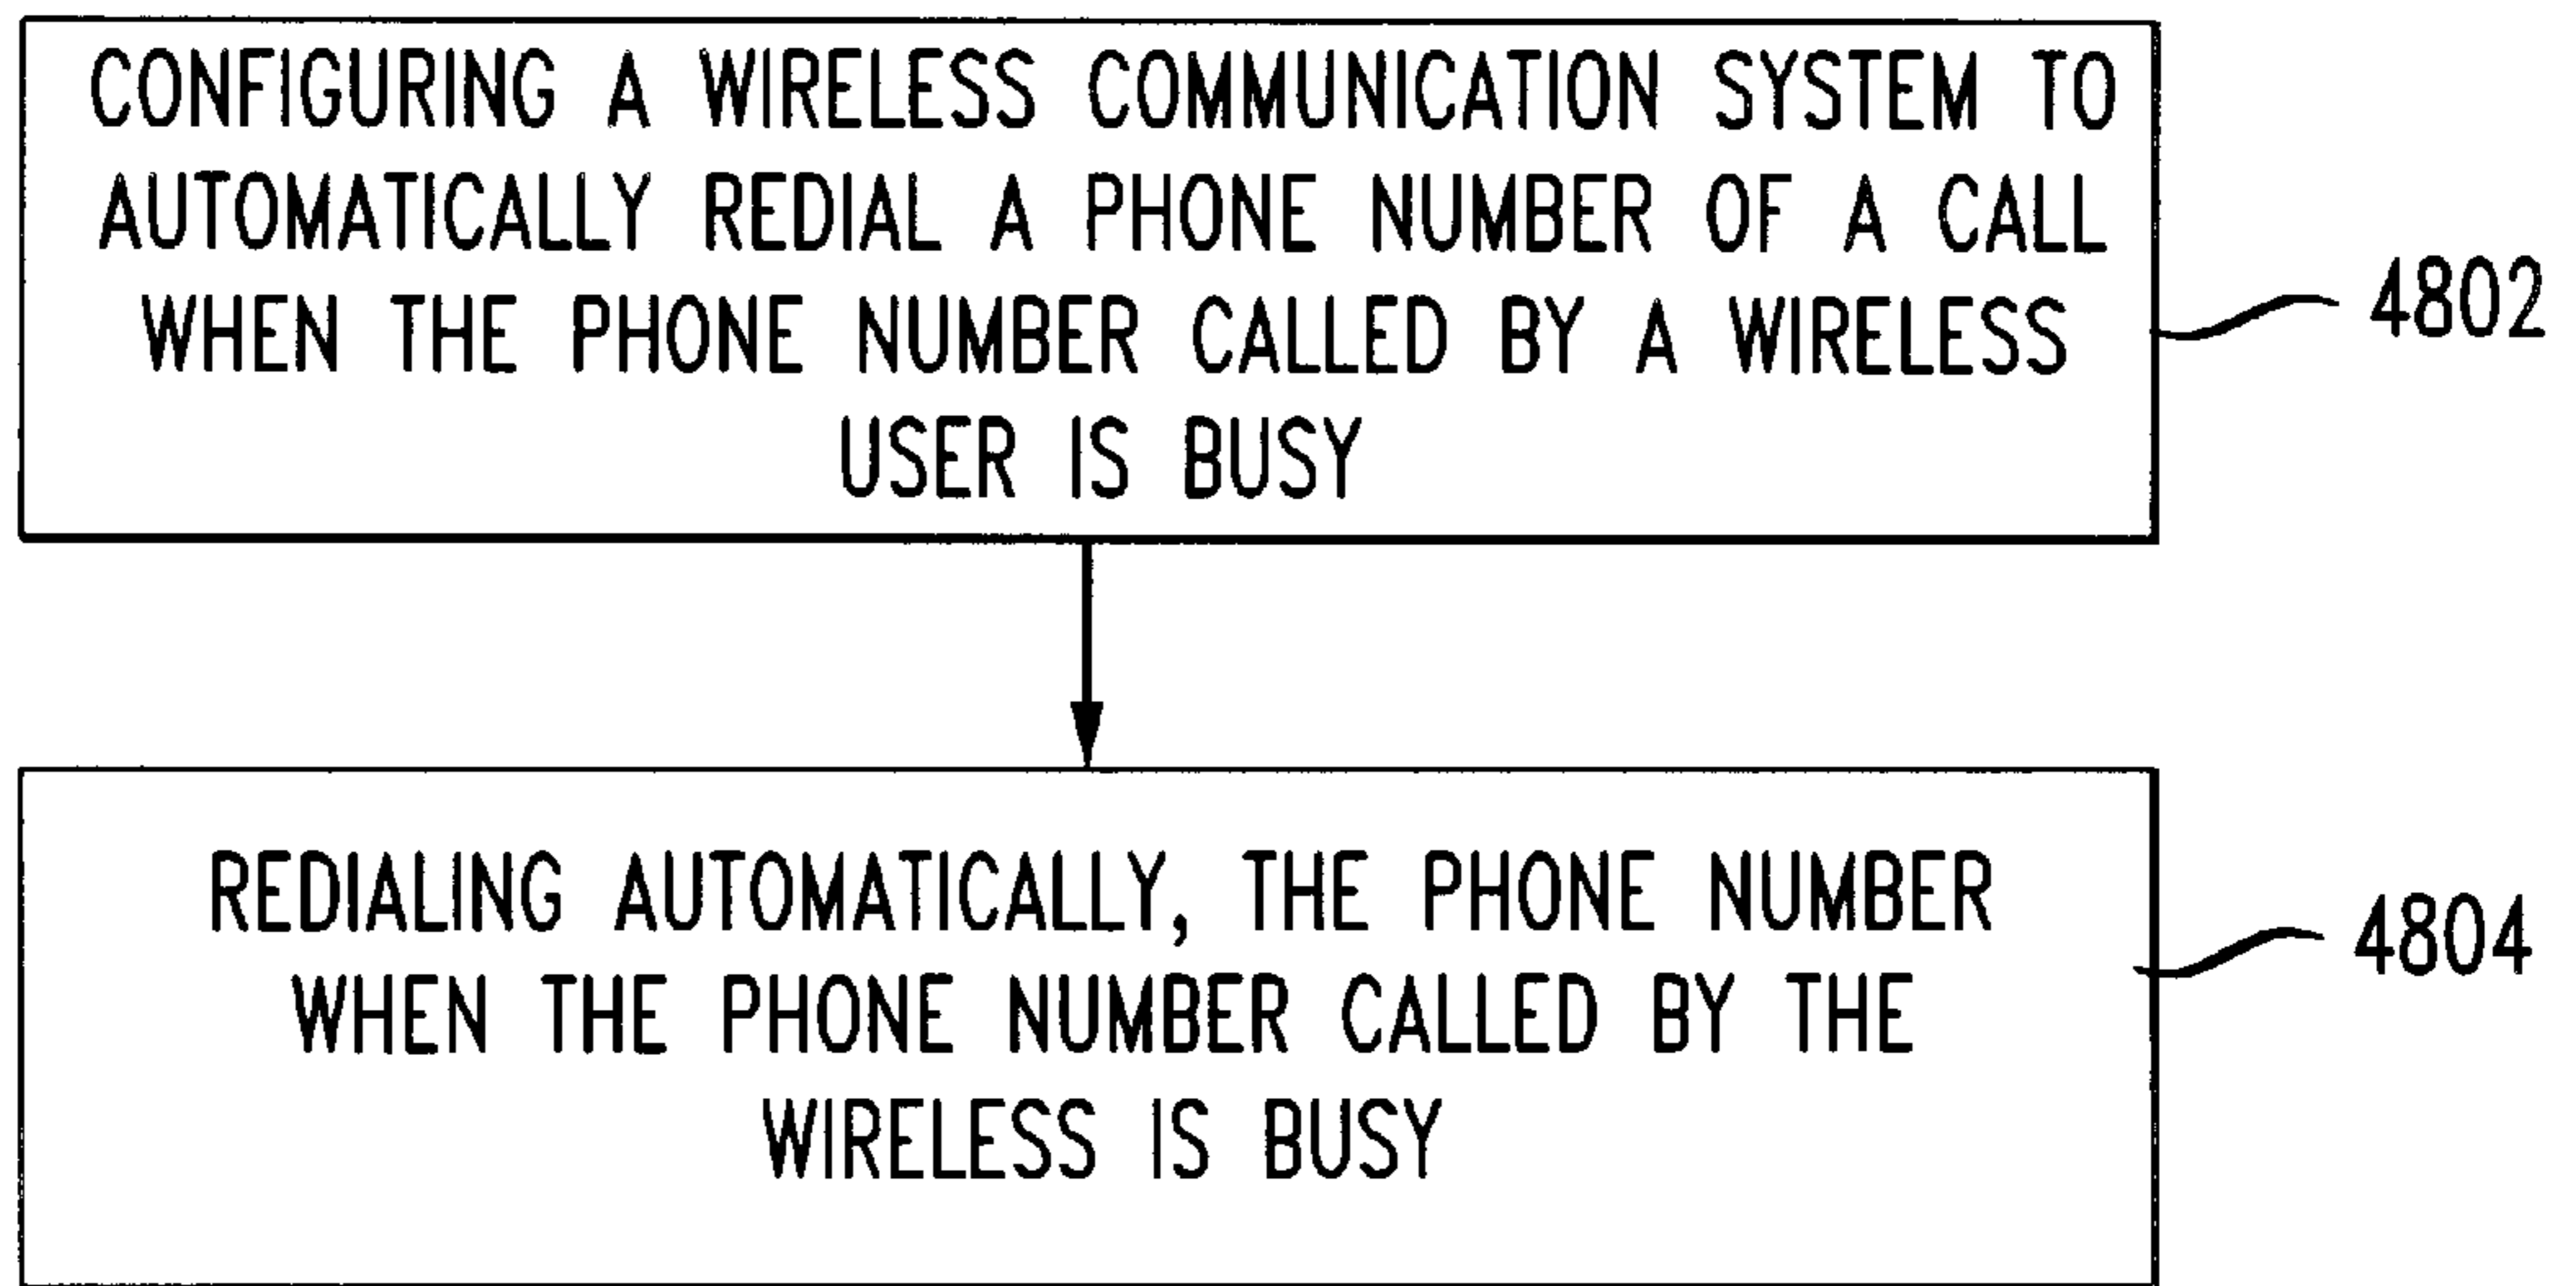 CONFIGURING A WIRELESS COMMUNICATION SYSTEM TO
AUTOMATICALLY REDIAL A PHONE NUMBER OF A CALL
WHEN THE PHONE NUMBER CALLED BY A WIRELESS
USER IS BUSY
4802
REDIALING AUTOMATICALLY, THE PHONE NUMBER
WHEN THE PHONE NUMBER CALLED BY THE
WIRELESS IS BUSY
4804